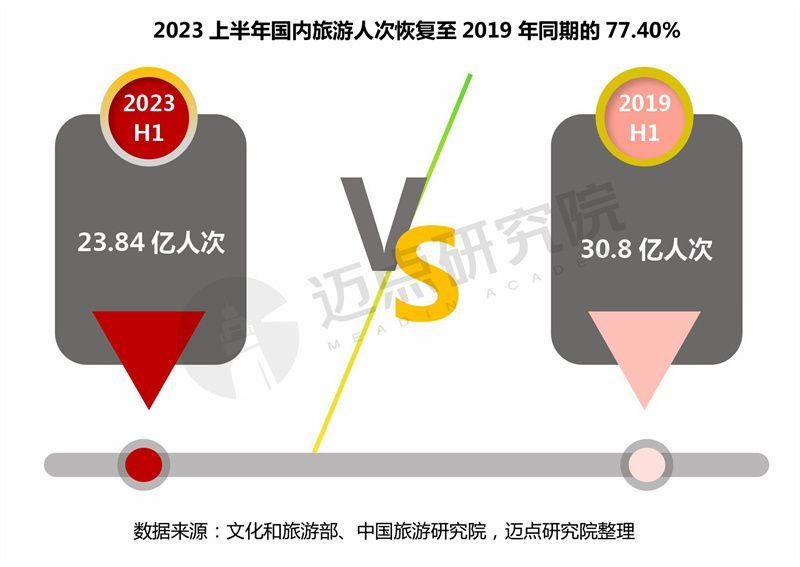 2023 上半年国内旅游人次恢复至 2019 年同期的 77.40%
2023
H1
23.84 亿人次
VS
2019
H1
30.8 亿人次
迈点研究院
MEADIN ACADEMY
数据来源：文化和旅游部、中国旅游研究院，迈点研究院整理